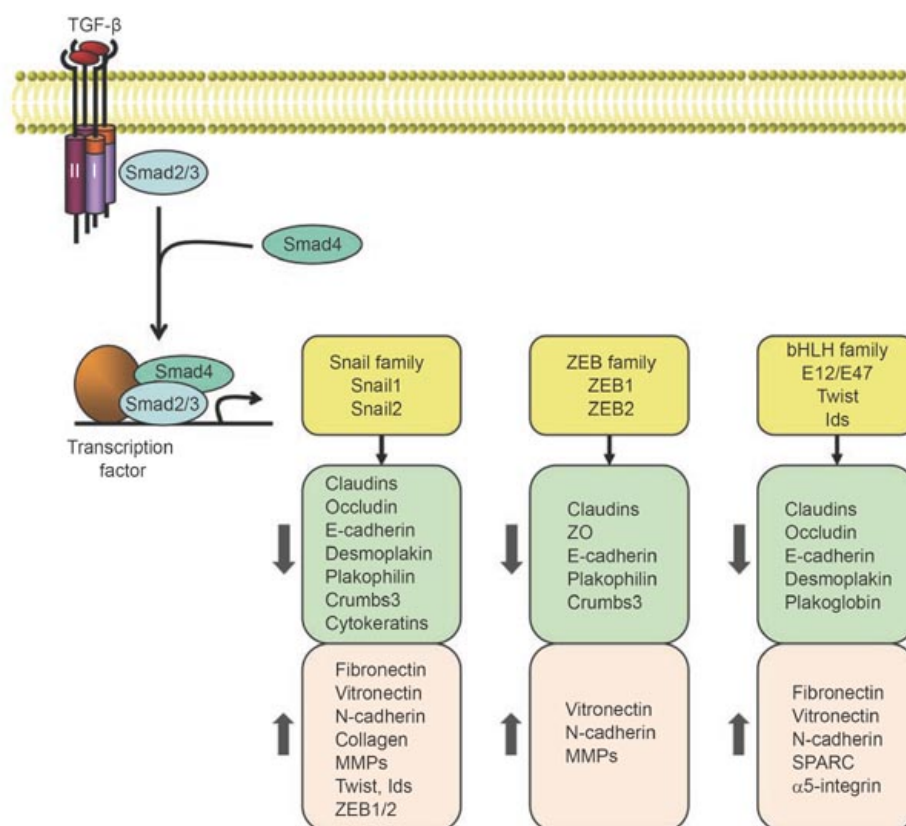 TGF-β
II
I
Smad2/3
Smad4
Smad4
Smad2/3
Transcription
factor
Snail family
Snail1
Snail2
ZEB family
ZEB1
ZEB2
bHLH family
E12/E47
Twist
Ids
Claudins
Occludin
E-cadherin
Desmoplakin
Plakophilin
Crumbs3
Cytokeratins
Claudins
ZO
E-cadherin
Plakophilin
Crumbs3
Claudins
Occludin
E-cadherin
Desmoplakin
Plakoglobin
Fibronectin
Vitronectin
N-cadherin
Collagen
MMPs
Twist, Ids
ZEB1/2
Vitronectin
N-cadherin
MMPs
Fibronectin
Vitronectin
N-cadherin
SPARC
α5-integrin